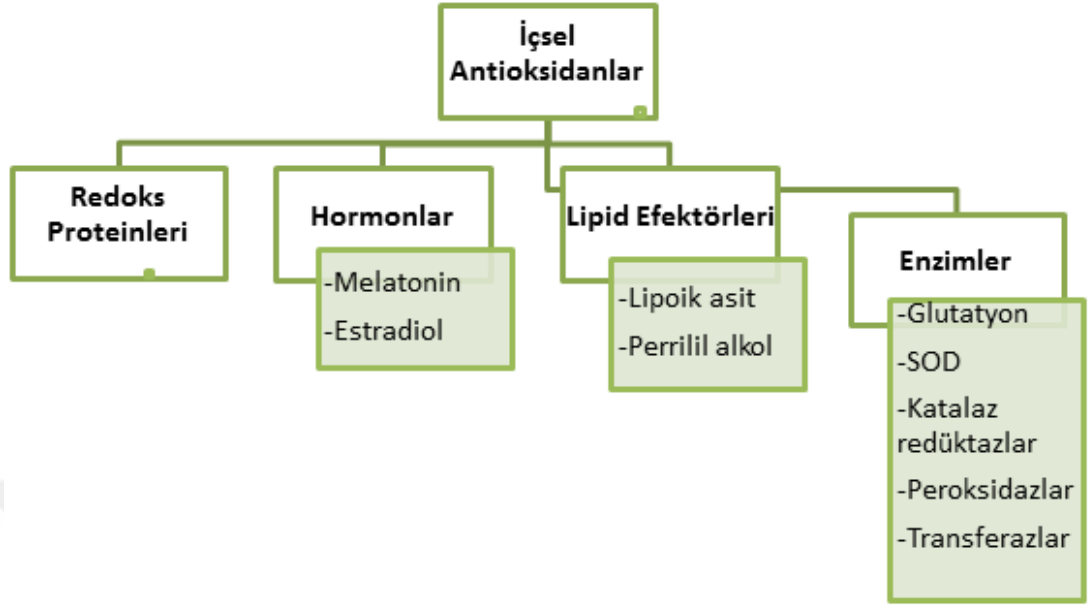 İçsel
Antioksidanlar
Redoks
Proteinleri
Hormonlar
-Melatonin
-Estradiol
Lipid Efektörleri
-Lipoik asit
-Perrilil alkol
Enzimler
-Glutatyon
-SOD
-Katalaz
redüktazlar
-Peroksidazlar
-Transferazlar